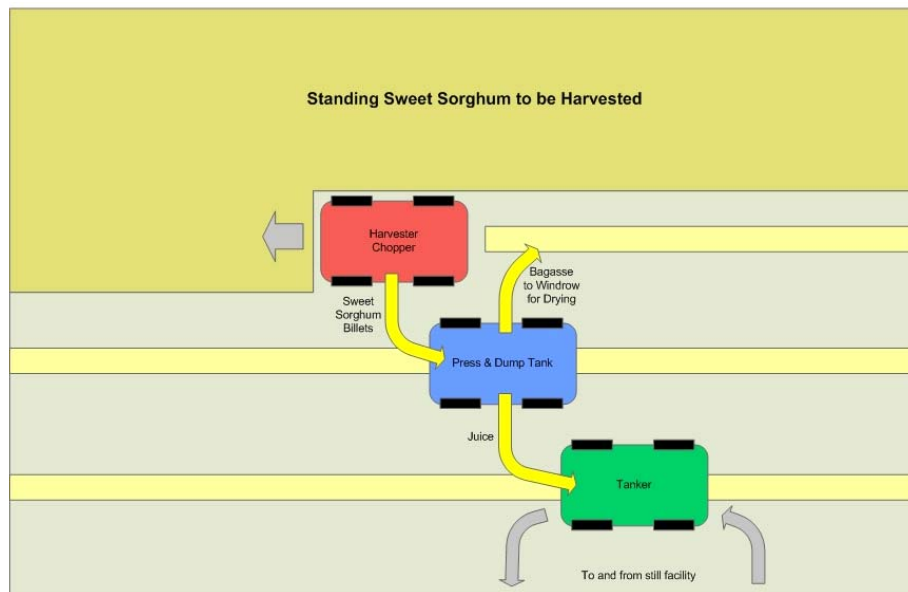 Standing Sweet Sorghum to be Harvested
Harvester
Chopper
Bagasse
to Windrow
for Drying
Sweet
Sorghum
Billets
Press & Dump Tank
Juice
Tanker
To and from still facility